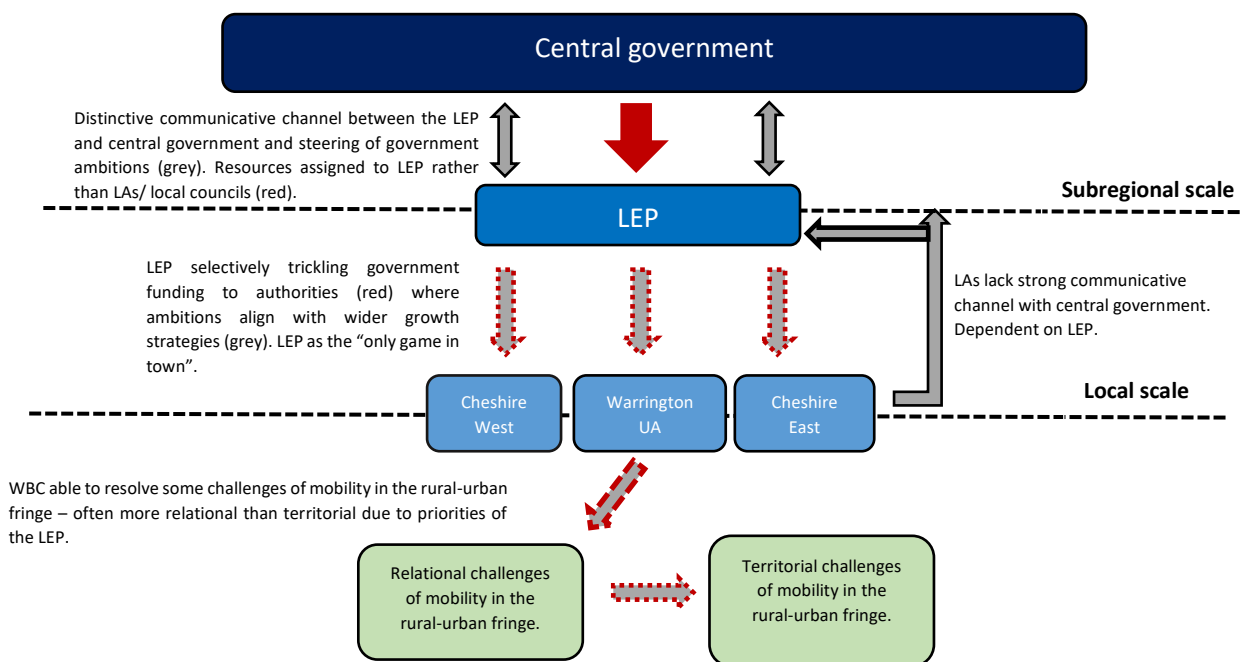 Central government
Distinctive communicative channel between the LEP
and central government and steering of government
ambitions (grey). Resources assigned to LEP rather
than LAs/ local councils (red).
Subregional scale
LEP
LEP selectively trickling government
funding to authorities (red) where
ambitions align with wider growth
strategies (grey). LEP as the “only game in
town”.
LAs lack strong communicative
channel with central government.
Dependent on LEP.
Local scale
Cheshire
West
Warrington
UA
Cheshire
East
WBC able to resolve some challenges of mobility in the rural-urban
fringe – often more relational than territorial due to priorities of
the LEP.
Relational challenges
of mobility in the
rural-urban fringe.
Territorial challenges
of mobility in the
rural-urban fringe.